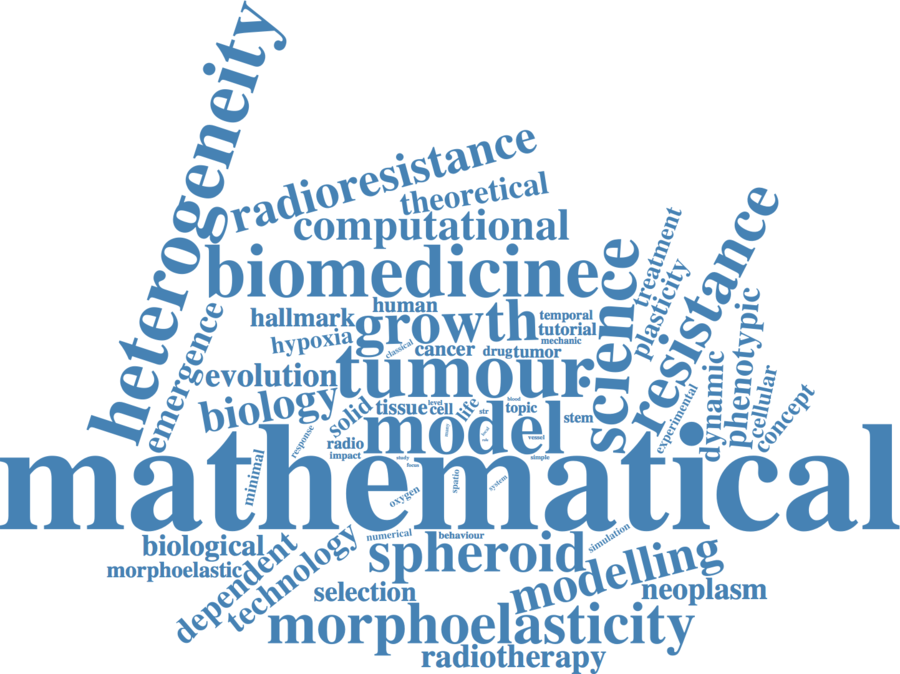 heterogeneity
radioresistance
theoretical
computational
biomedicine
science
treatment
plasticity
resistance
human
hallmark
growth
temporal
tutorial
mechanic
hypoxia
classical
cancer
drug
tumor
emergence
evolution
tumour
biology
solid
tissue
level
cell
life
str
blood
topic
stem
model
vessel
radio
impact
response
experimental
dynamic
phenotypic
cellular
concept
study
focus
simple
mathematical
minimal
oxygen
spatio
system
numerical
behaviour
simulation
biological
morphoelastic
dependent
technology
spheroid
selection
modelling
neoplasm
morphoelasticity
radiotherapy